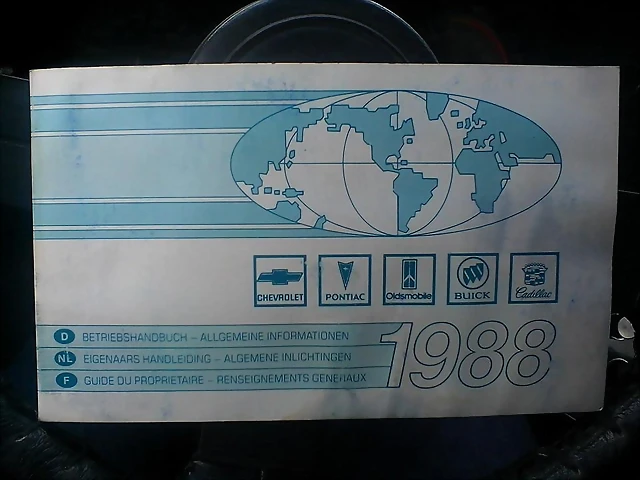 CHEVROLET
PONTIAC
Oldsmobile
BUICK
Cadillac
D BETRIEBSHANDBUCH – ALLGEMEINE INFORMATIONEN
NL EIGENAARS HANDLEIDING – ALGEMENE INLICHTINGEN
F GUIDE DU PROPRIETAIRE – RENSEIGNEMENTS GENERAUX
1988